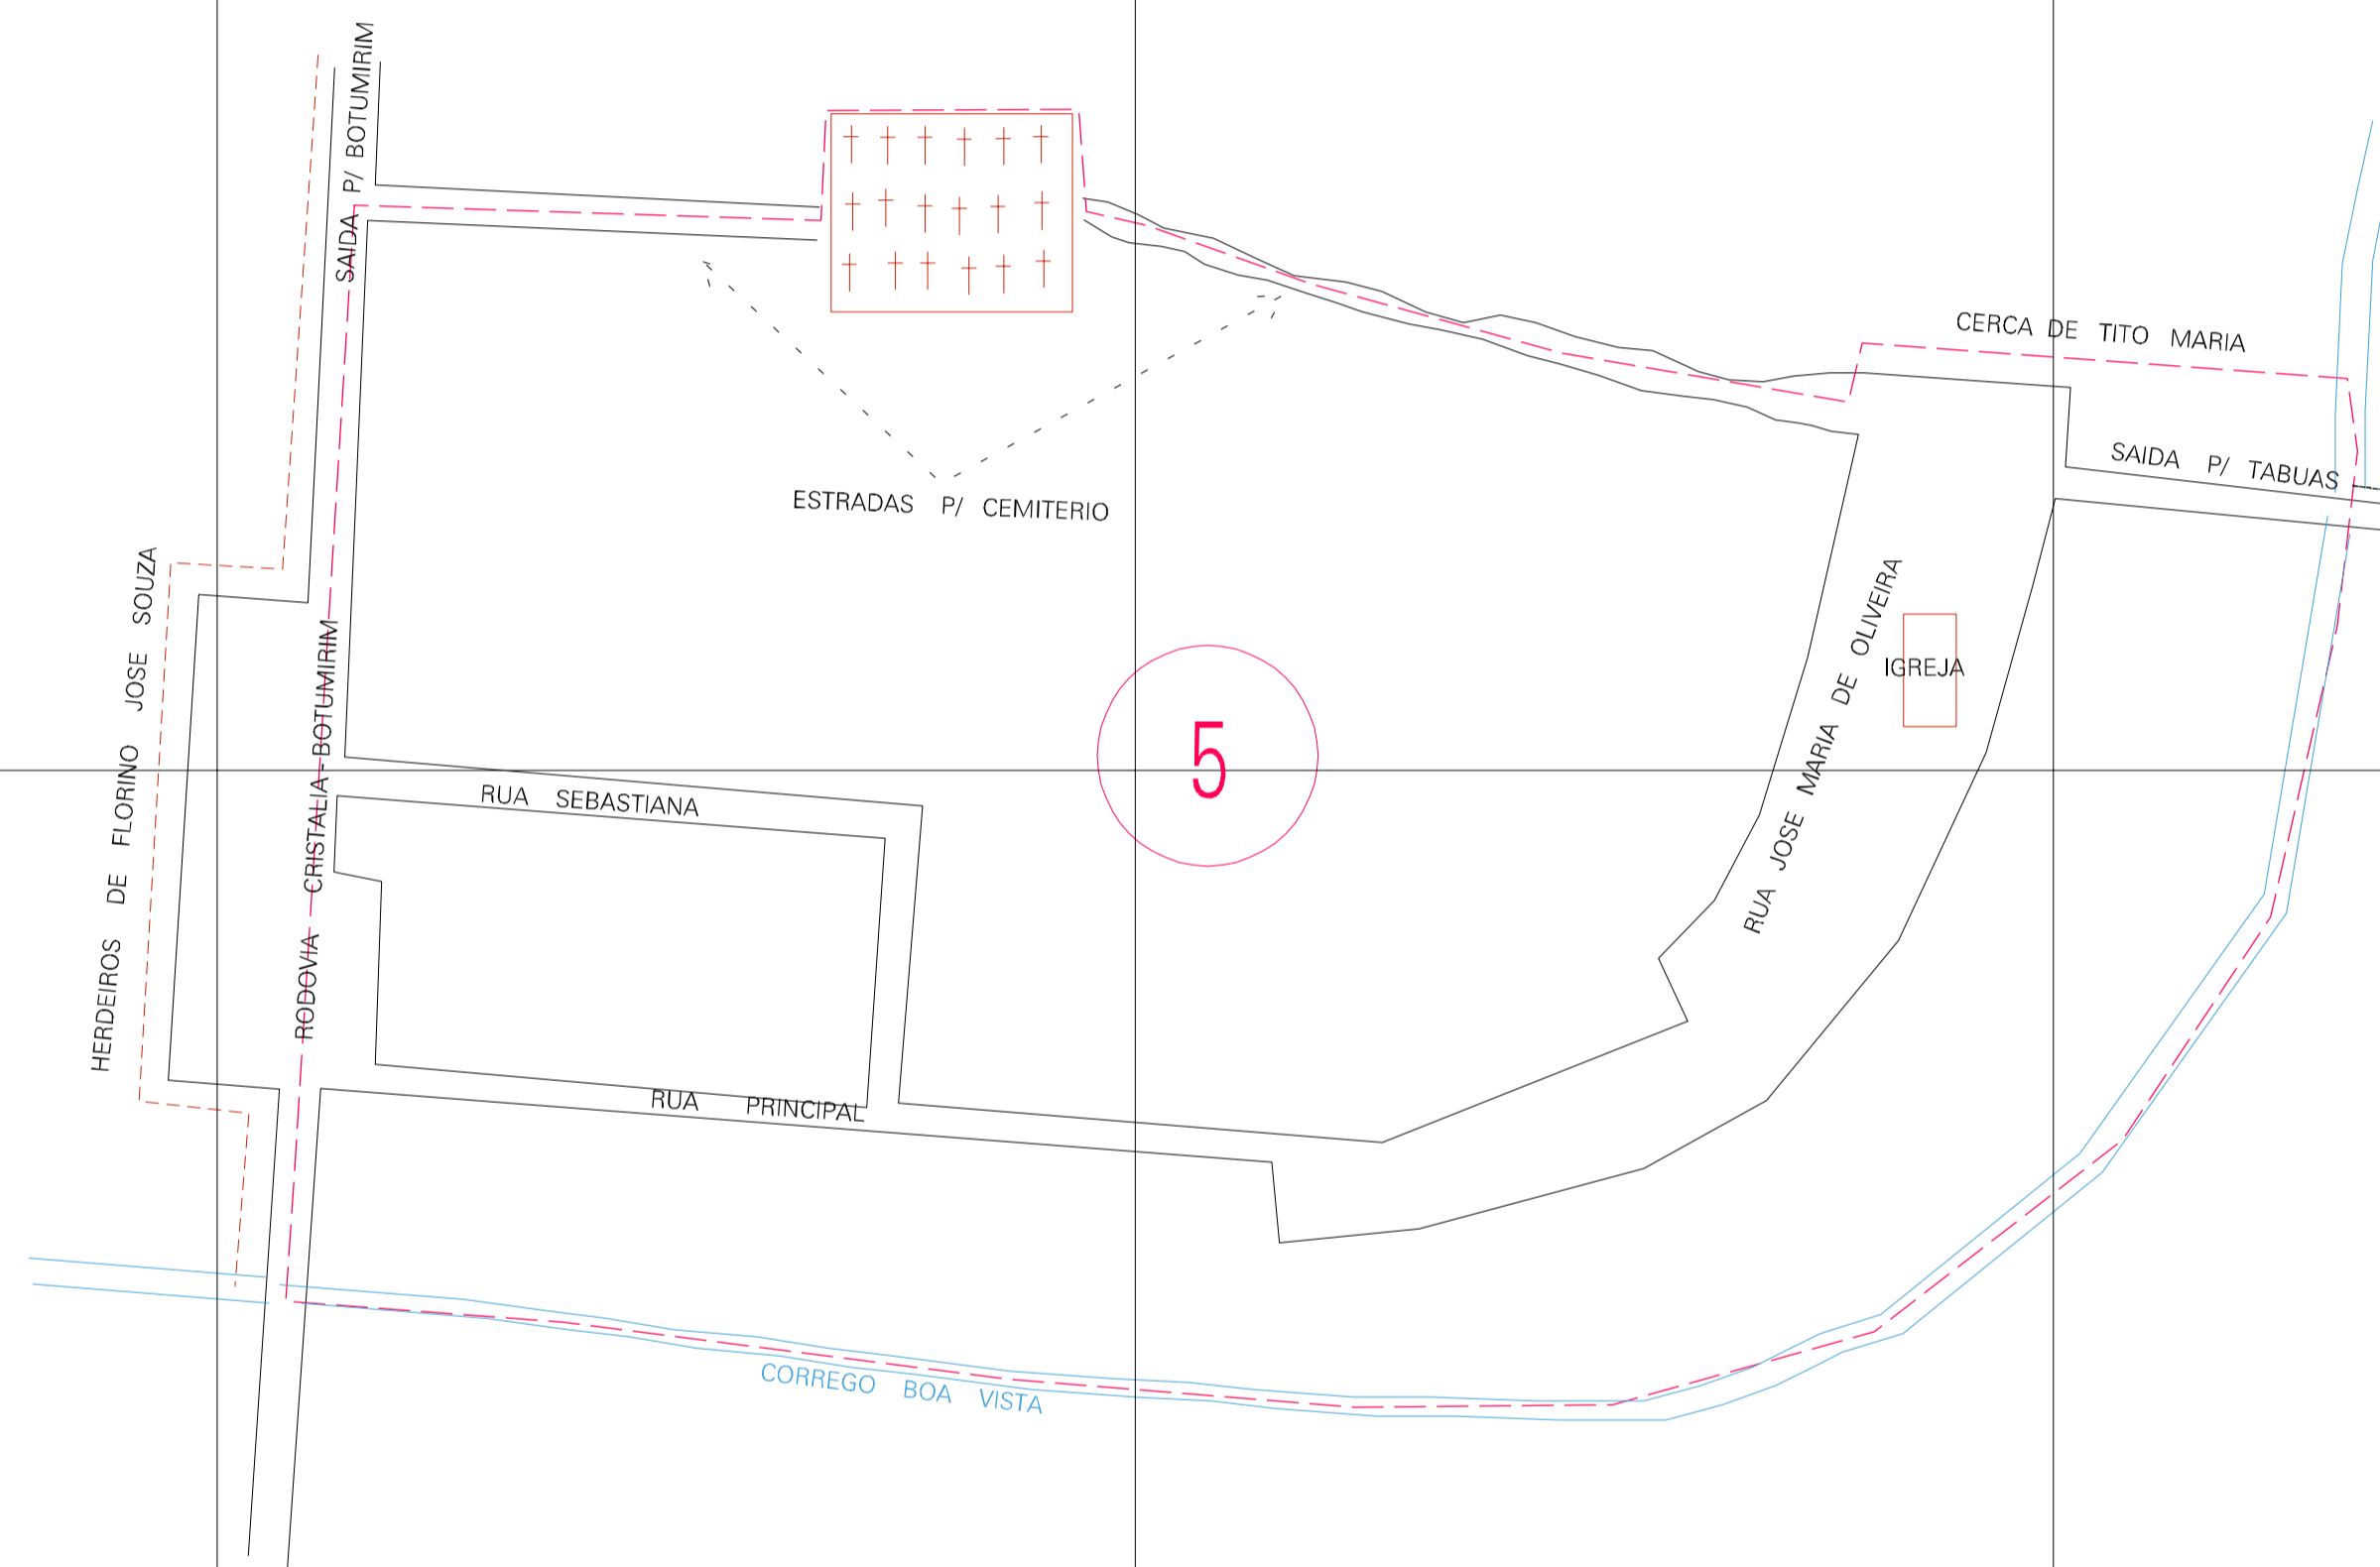 SAIDA P/ BOTUMIRIM
CERCA DE TITO MARIA
SAIDA P/ TABUAS
ESTRADAS P/ CEMITERIO
HERDEIROS DE FLORINO JOSE SOUZA
RODOVIA CRISTALIA-BOTUMIRIM
RUA JOSE MARIA DE OLIVEIRA
IGREJA
5
RUA SEBASTIANA
RUA PRINCIPAL
CORREGO BOA VISTA